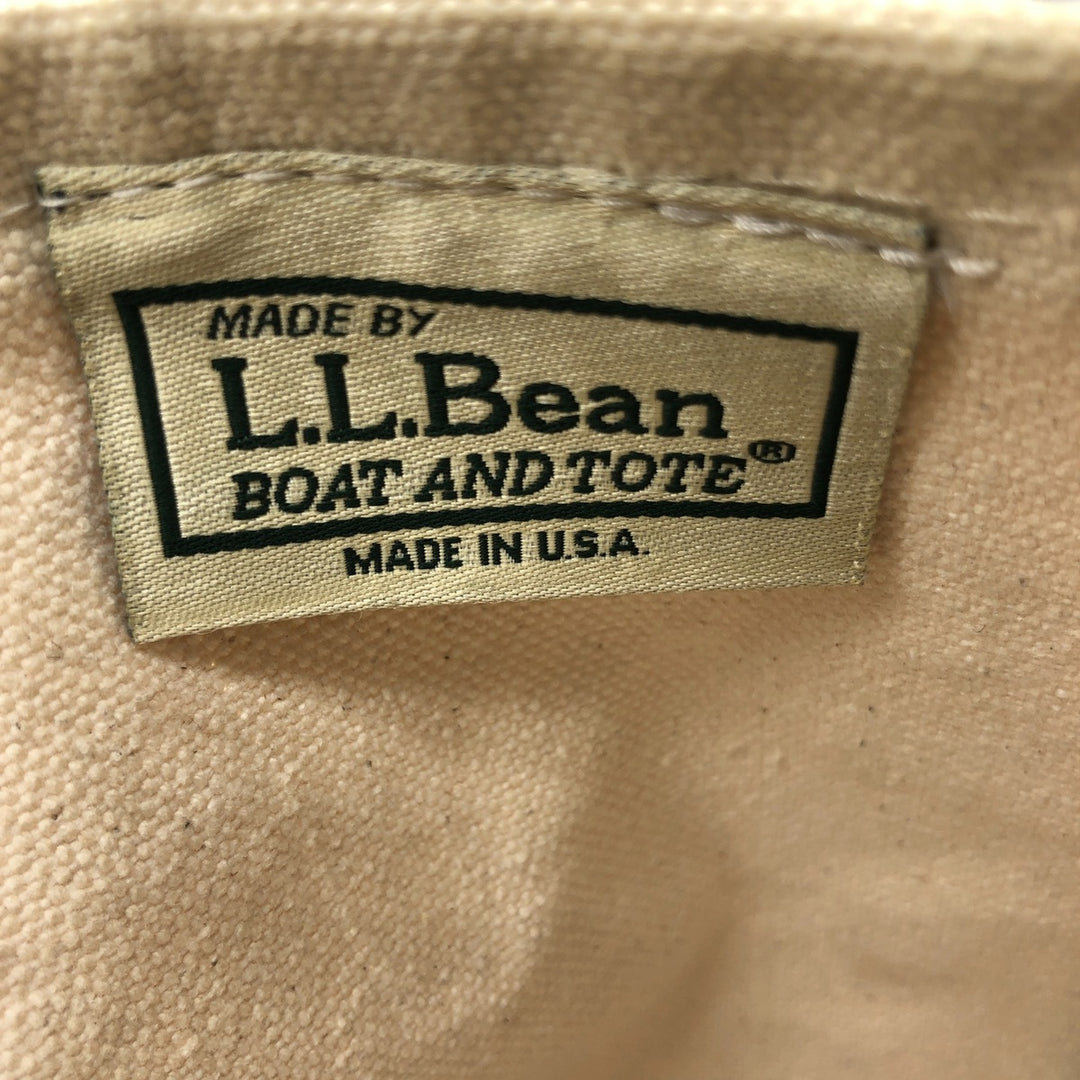 MADE BY
L.L.Bean
BOAT AND TOTE®
MADE IN U.S.A.